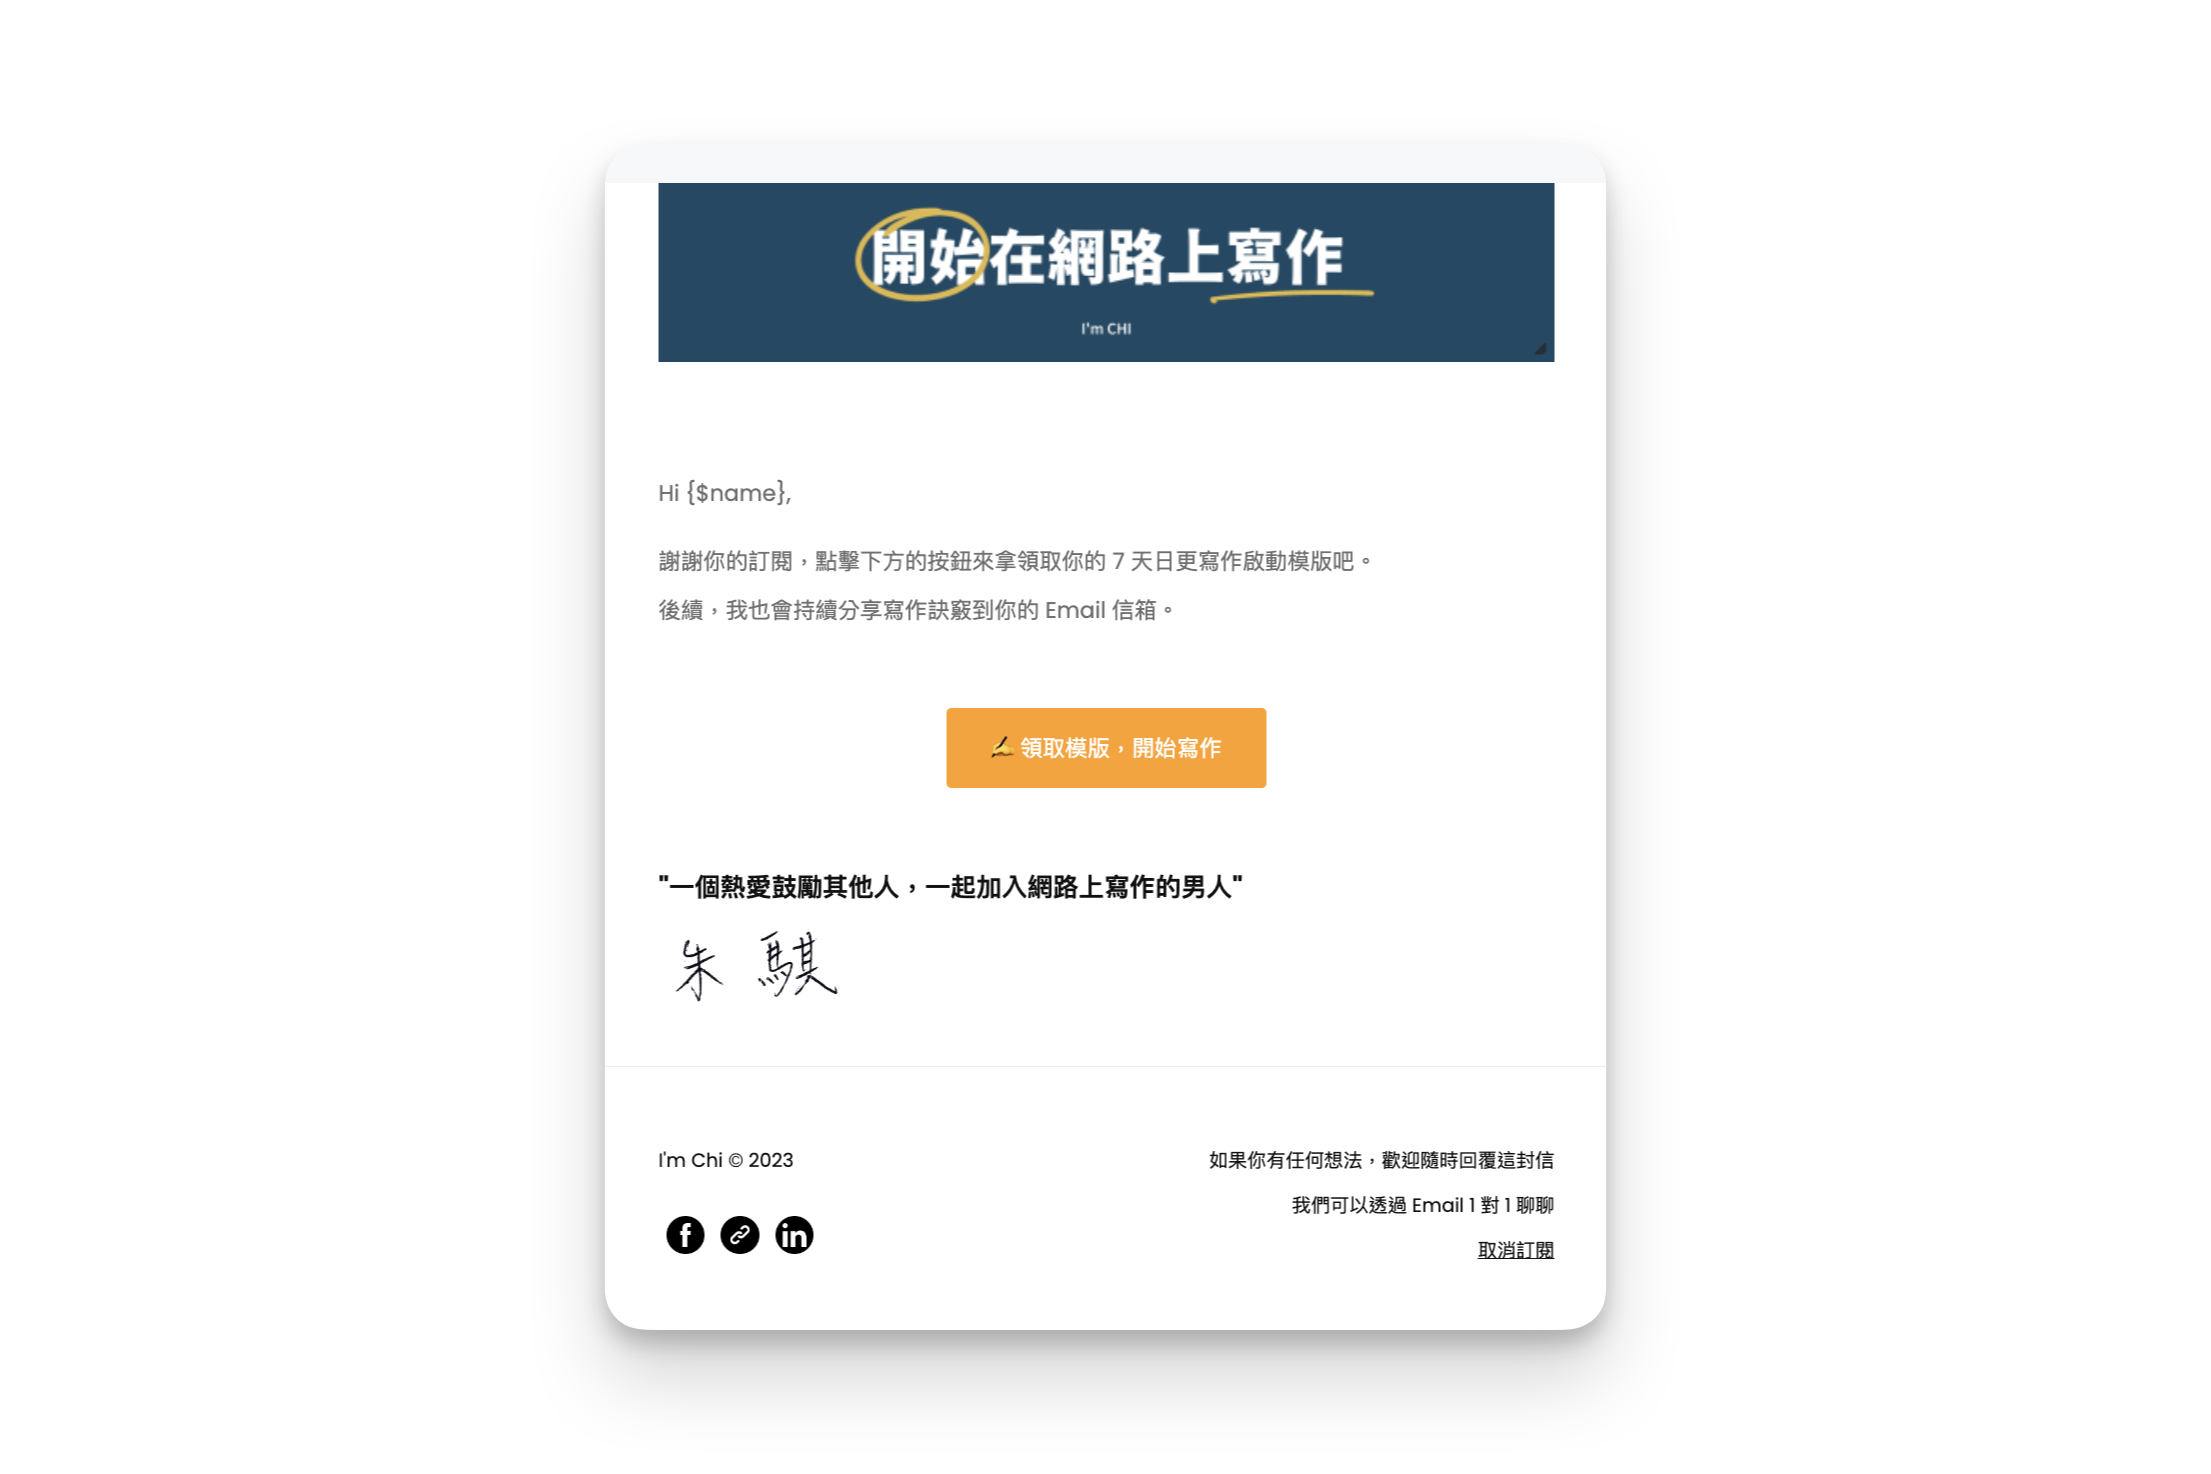 開始在網路上寫作
I'm CHI
Hi {$name},
謝謝你的訂閱，點擊下方的按鈕來拿領取你的 7 天日更寫作啟動模版吧。
後續，我也會持續分享寫作訣竅到你的 Email 信箱。
✍️ 領取模版，開始寫作
"一個熱愛鼓勵其他人，一起加入網路上寫作的男人"
朱 騏
I'm Chi © 2023
如果你有任何想法，歡迎隨時回覆這封信
我們可以透過 Email 1 對 1 聊聊
取消訂閱